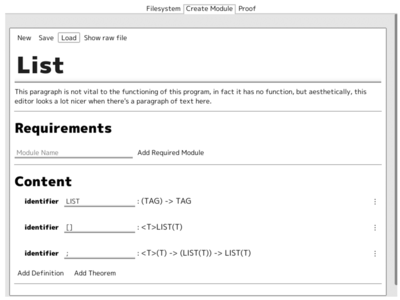 Filesystem Create Module Proof
New Save Load Show raw file
List
This paragraph is not vital to the functioning of this program, in fact it has no function, but aesthetically, this
editor looks a lot nicer when there's a paragraph of text here.
Requirements
Module Name Add Required Module
Content
identifier LIST : (TAG) -> TAG
identifier [] : <T>LIST(T)
identifier ; : <T>(T) -> (LIST(T)) -> LIST(T)
Add Definition Add Theorem